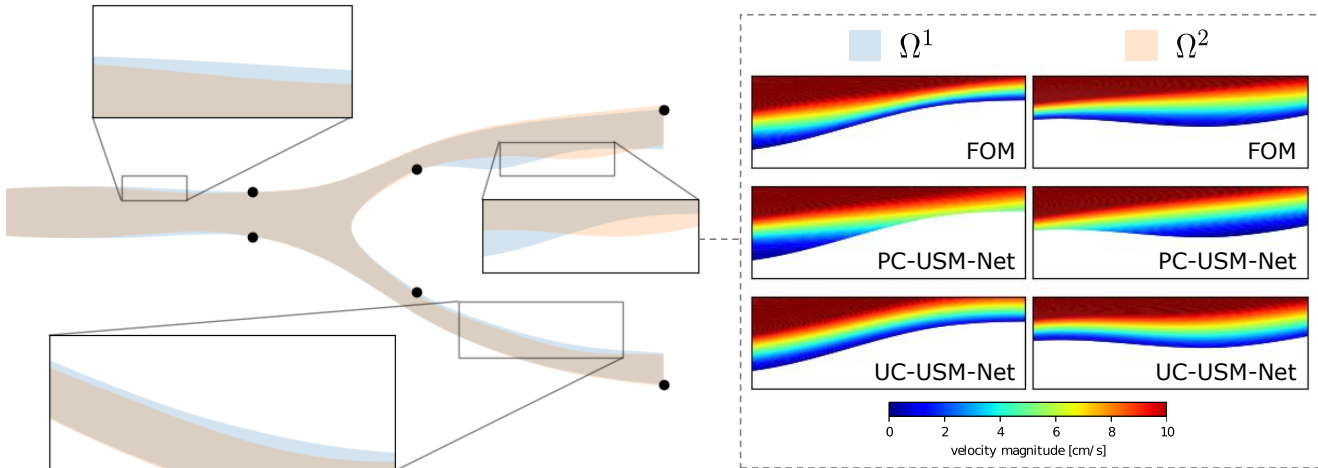 Ω¹ Ω²
FOM FOM
PC-USM-Net PC-USM-Net
UC-USM-Net UC-USM-Net
0 2 4 6 8 10
velocity magnitude [cm/s]